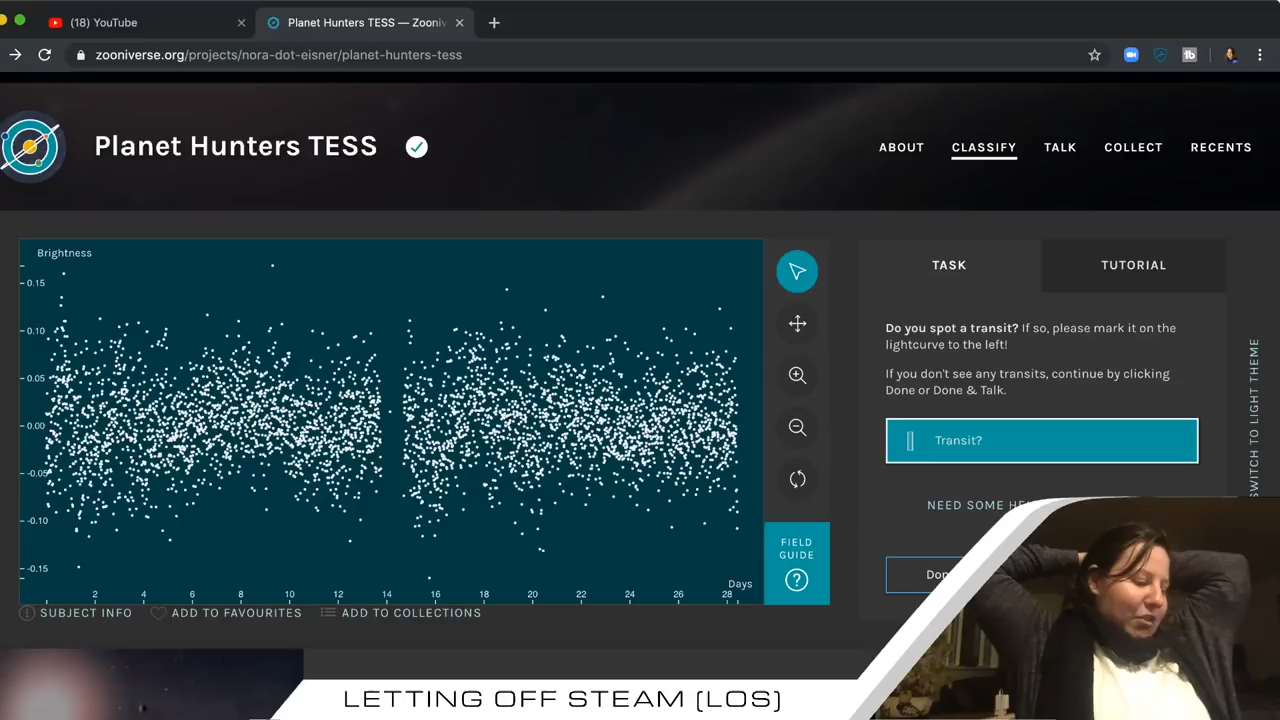 (18) YouTube
Planet Hunters TESS — Zooniv
zooniverse.org/projects/nora-dot-eisner/planet-hunters-tess
tb
Planet Hunters TESS
ABOUT
CLASSIFY
TALK
COLLECT
RECENTS
Brightness
0.15
0.10
0.05
0.00
-0.05
-0.10
-0.15
Days
2 4 6 8 10 12 14 16 18 20 22 24 26 28
FIELD
GUIDE
?
SUBJECT INFO
ADD TO FAVOURITES
ADD TO COLLECTIONS
TASK
TUTORIAL
Do you spot a transit? If so, please mark it on the
lightcurve to the left!
If you don't see any transits, continue by clicking
Done or Done & Talk.
Transit?
NEED SOME HE
Don
SWITCH TO LIGHT THEME
LETTING OFF STEAM (LOS)